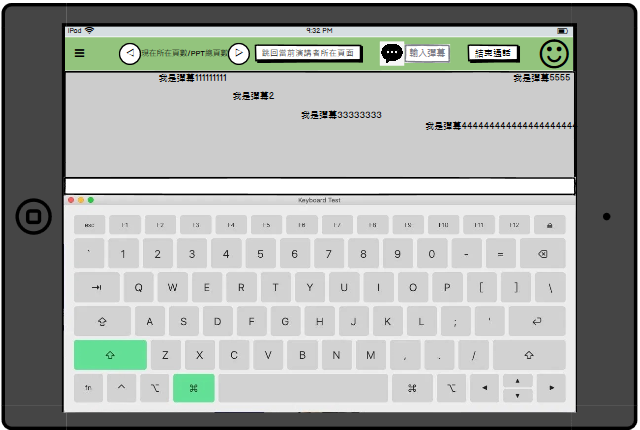 iPod 9:32 PM
現在所在頁數/PPT總頁數 跳回當前演講者所在頁面 輸入彈幕 結束通話
我是彈幕111111111 我是彈幕5555
我是彈幕2
我是彈幕33333333
我是彈幕44444444444444444444
Keyboard Test
esc F1 F2 F3 F4 F5 F6 F7 F8 F9 F10 F11 F12
` 1 2 3 4 5 6 7 8 9 0 - =
Q W E R T Y U I O P [ ] \
A S D F G H J K L ; '
Z X C V B N M , . /
fn ^ ⌥ ⌘ ⌘ ⌥